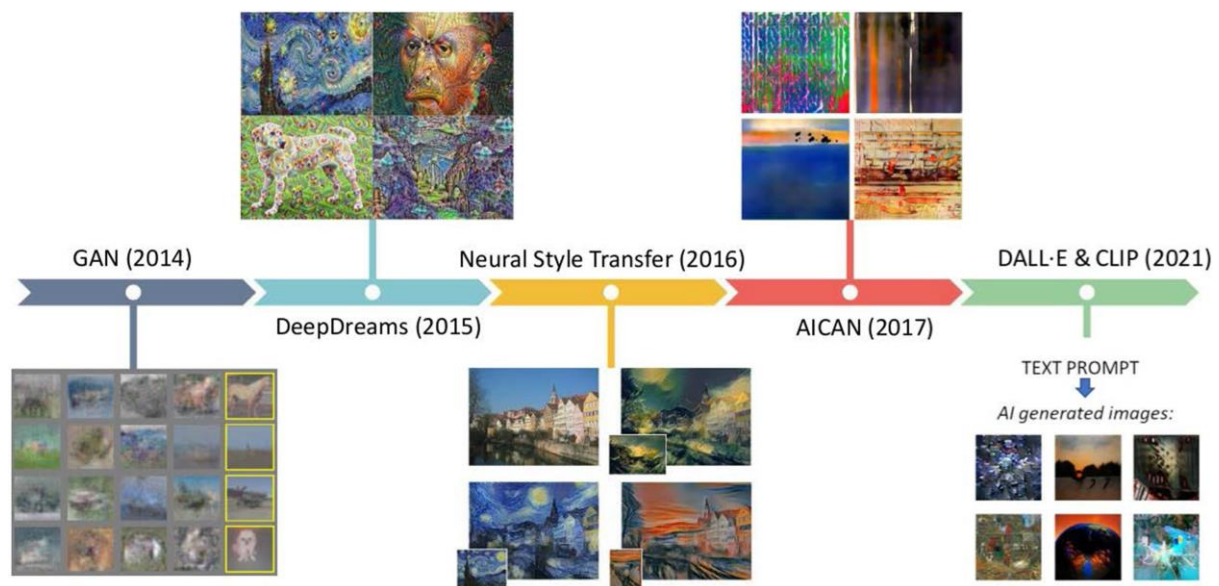 GAN (2014)
DeepDreams (2015)
Neural Style Transfer (2016)
AICAN (2017)
DALL·E & CLIP (2021)
TEXT PROMPT
AI generated images: